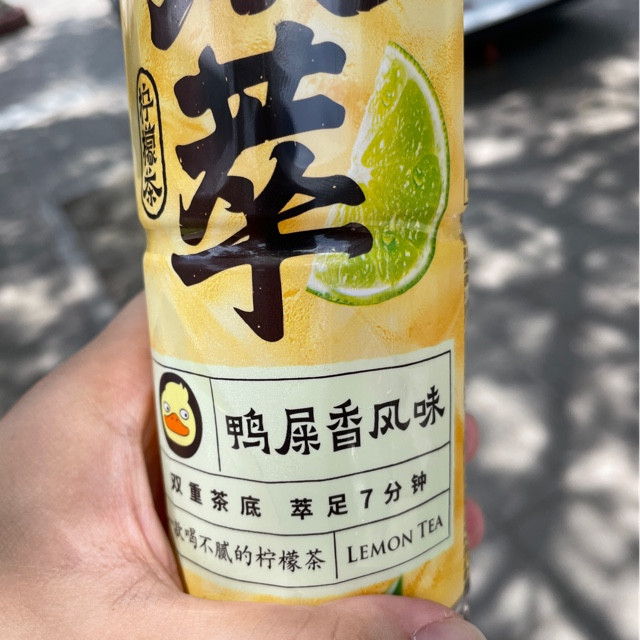 萃
柠檬茶
鸭屎香风味
双重茶底 萃足7分钟
款喝不腻的柠檬茶
LEMON TEA